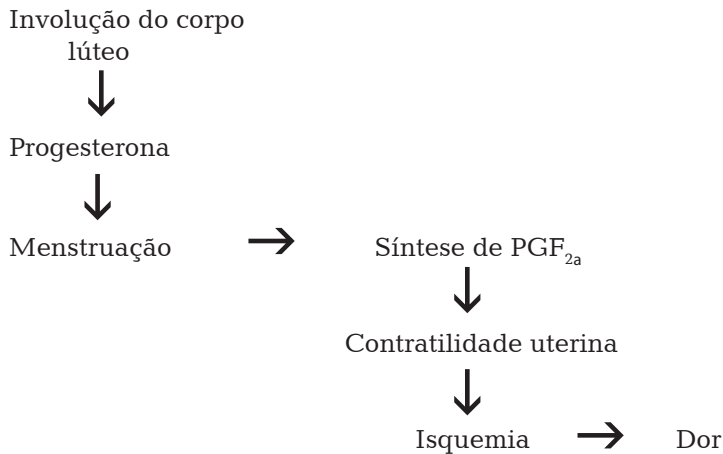 Involução do corpo
lúteo
Progesterona
Menstruação → Síntese de PGF2a
Contratilidade uterina
Isquemia → Dor